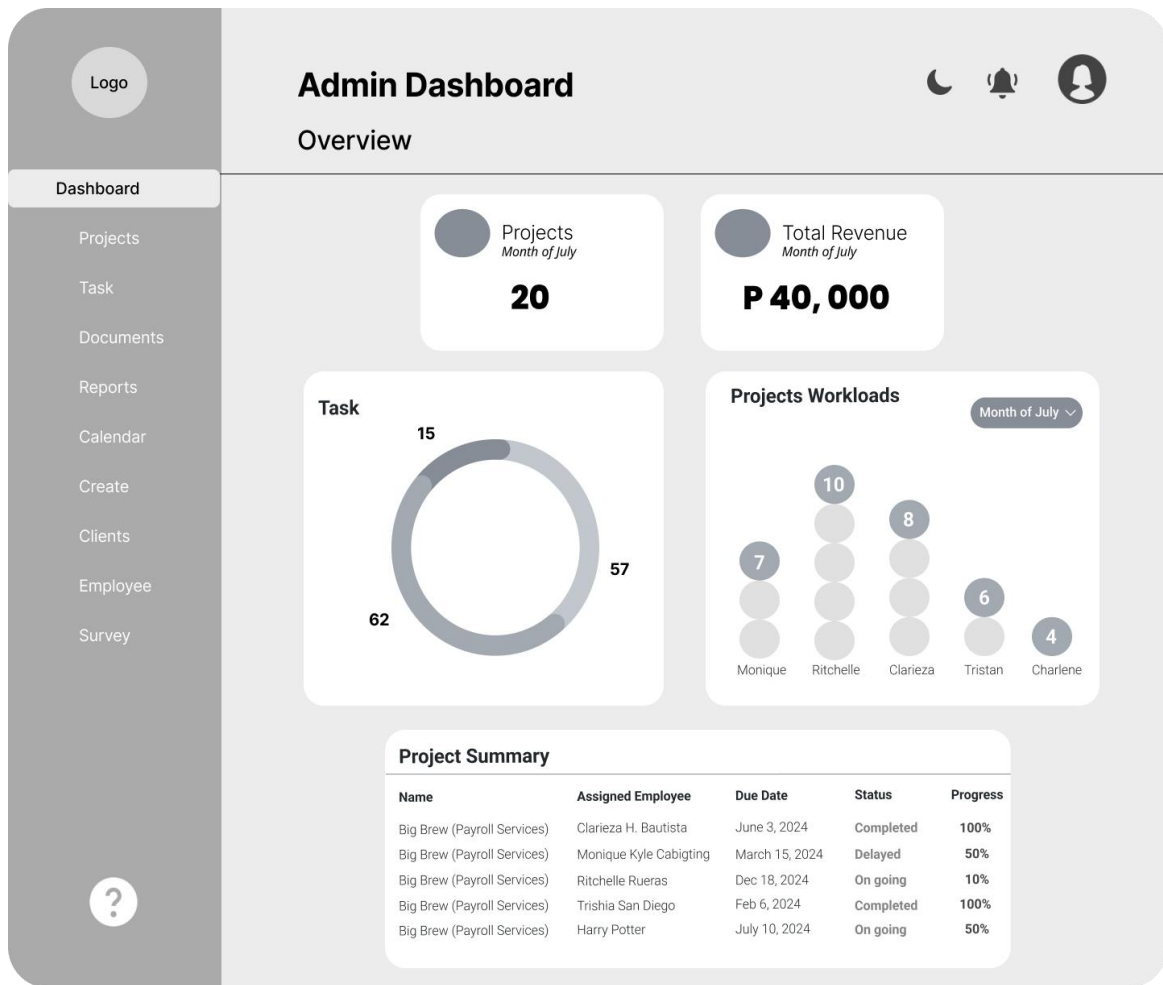 Logo
Admin Dashboard
Overview
Dashboard
Projects
Task
Documents
Reports
Calendar
Create
Clients
Employee
Survey
?
Projects
Month of July
20
Total Revenue
Month of July
P 40, 000
Task
15
57
62
Projects Workloads
Month of July
7
10
8
6
4
Monique Ritchelle Clarieza Tristan Charlene
Project Summary
Name Assigned Employee Due Date Status Progress
Big Brew (Payroll Services) Clarieza H. Bautista June 3, 2024 Completed 100%
Big Brew (Payroll Services) Monique Kyle Cabigting March 15, 2024 Delayed 50%
Big Brew (Payroll Services) Ritchelle Rueras Dec 18, 2024 On going 10%
Big Brew (Payroll Services) Trishia San Diego Feb 6, 2024 Completed 100%
Big Brew (Payroll Services) Harry Potter July 10, 2024 On going 50%